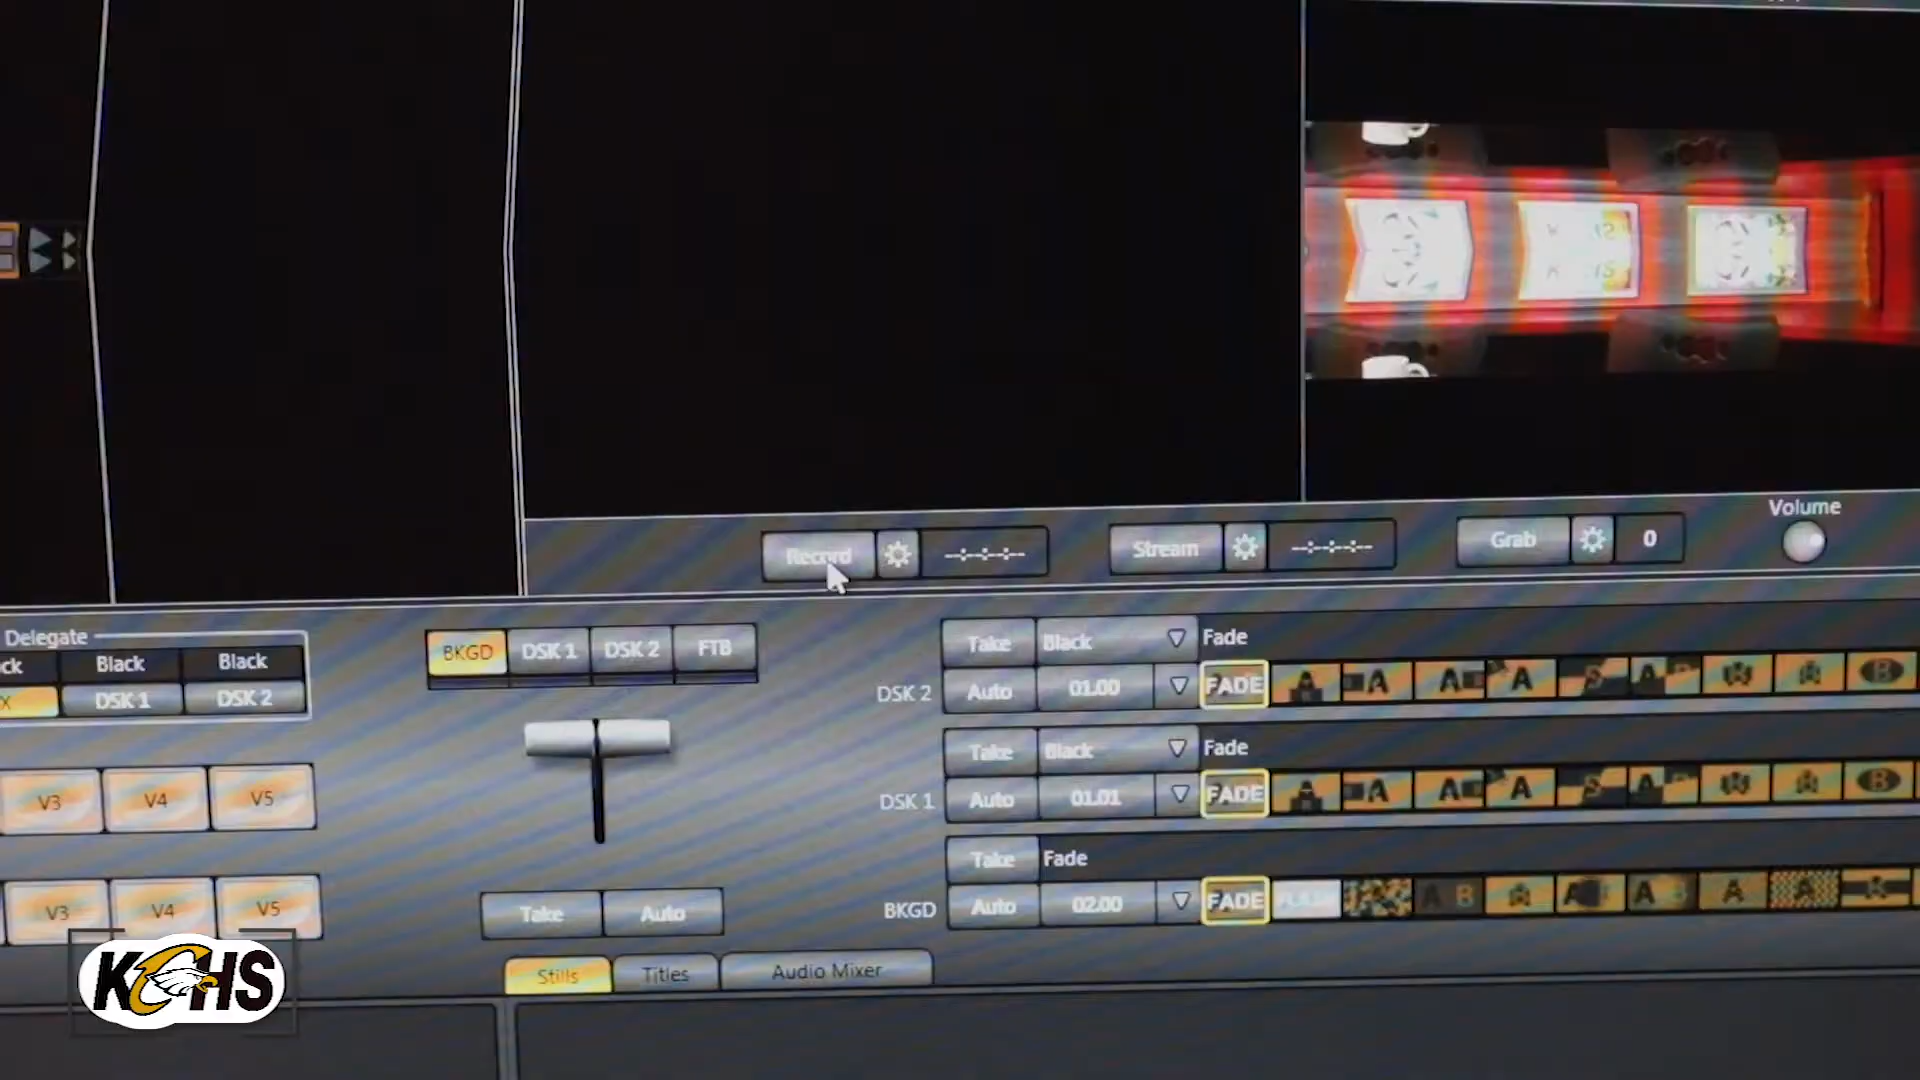 Volume
Record --:--:--:-- Stream --:--:--:-- Grab 0
Delegate
ck Black Black
X DSK 1 DSK 2
BKGD DSK 1 DSK 2 FTB
Take Black Fade
DSK 2 Auto 01.00 FADE
Take Black Fade
DSK 1 Auto 01.01 FADE
Take Fade
BKGD Auto 02.00 FADE
V3 V4 V5
V3 V4 V5
Take Auto
Stills Titles Audio Mixer
KCHS